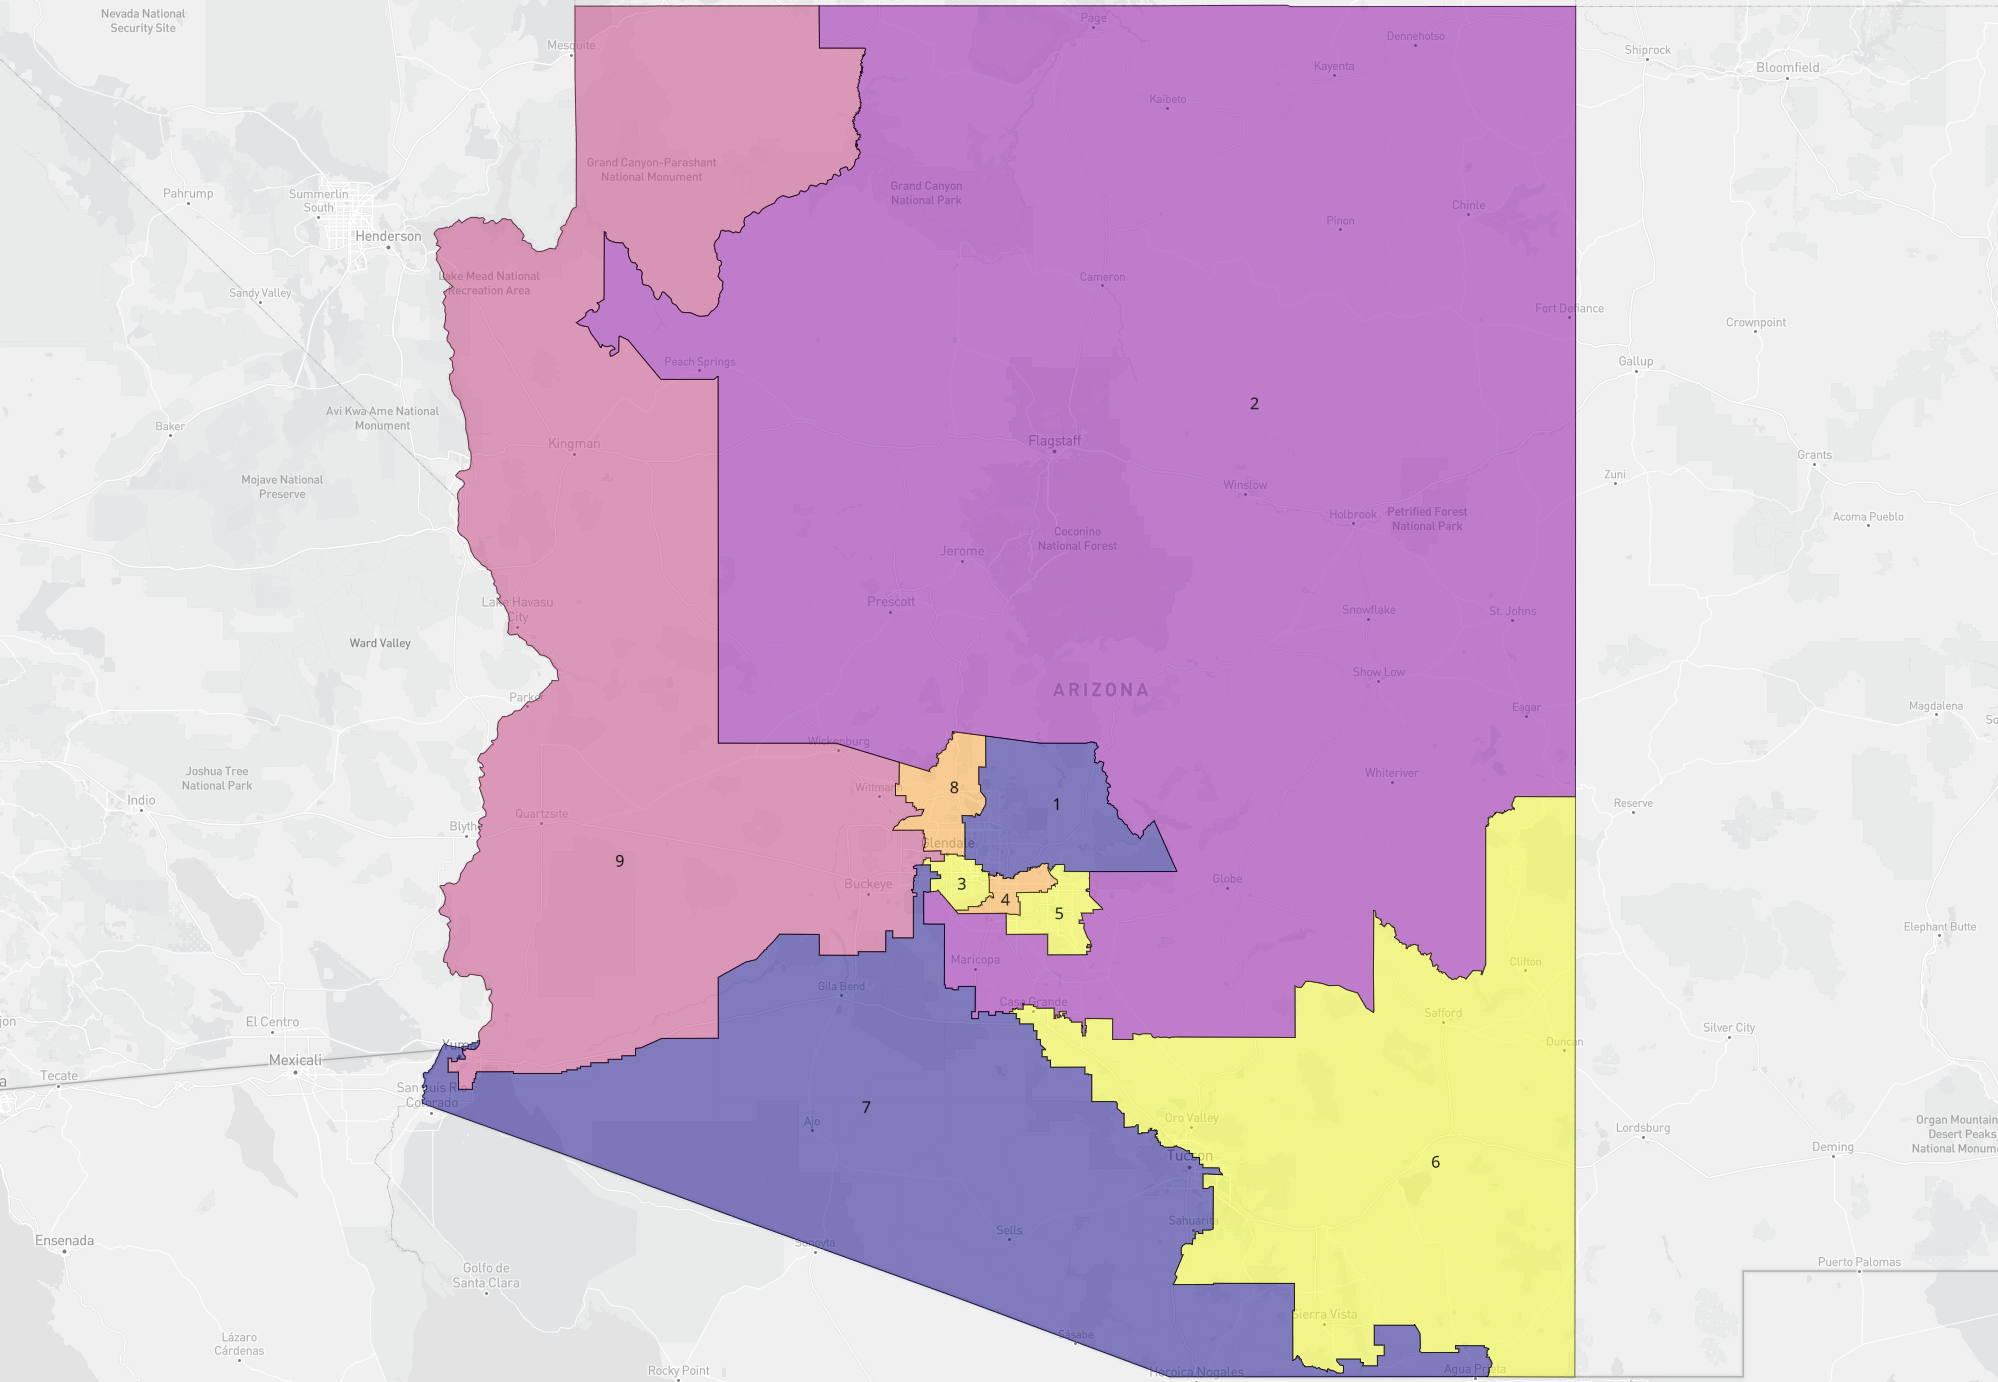 Nevada National
Security Site
Mesquite
Page
Dennehotso
Shiprock
Kayenta
Bloomfield
Kaibeto
Grand Canyon-Parashant
National Monument
Pahrump
Summerlin
South
Grand Canyon
National Park
Chinle
Pinon
Henderson
Lake Mead National
Recreation Area
Cameron
Sandy Valley
Fort Defiance
Crownpoint
Peach Springs
Gallup
2
Avi Kwa Ame National
Monument
Baker
Kingman
Flagstaff
Grants
Mojave National
Preserve
Winslow
Zuni
Holbrook
Petrified Forest
National Park
Acoma Pueblo
Coconino
National Forest
Jerome
Lake Havasu
City
Prescott
Snowflake
St. Johns
Ward Valley
Show Low
ARIZONA
Parke
Eagar
Magdalena
So
Wickenburg
Joshua Tree
National Park
Whiteriver
Wittmann
8
1
Indio
Reserve
Quartzsite
Blyth
Glendale
9
Buckeye
3
Globe
4
5
Elephant Butte
Maricopa
Clifton
Gila Bend
Casa Grande
jon
El Centro
Safford
Silver City
Yuma
Duncan
Mexicali
Tecate
a
San Luis Río
Colorado
7
Ajo
Oro Valley
Organ Mountain
Desert Peaks
National Monume
Lordsburg
Deming
Tucson
6
Sahuarita
Sells
Ensenada
Sonoyta
Golfo de
Santa Clara
Puerto Palomas
Sierra Vista
Sásabe
Lázaro
Cárdenas
Rocky Point
Heroica Nogales
Agua Prieta